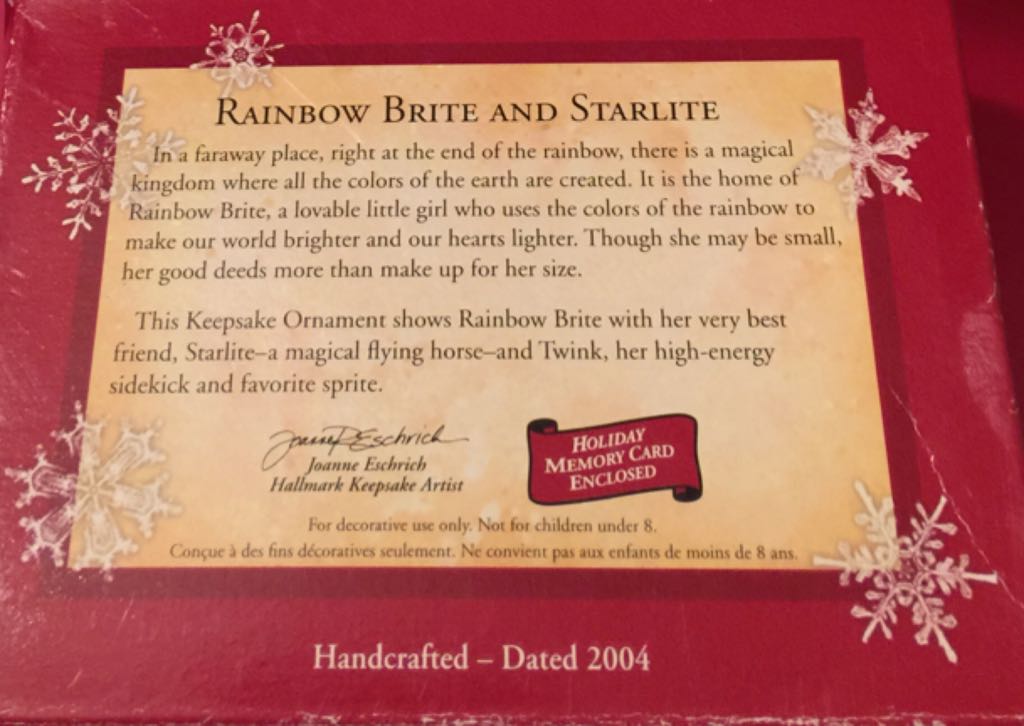 RAINBOW BRITE AND STARLITE
In a faraway place, right at the end of the rainbow, there is a magical
kingdom where all the colors of the earth are created. It is the home of
Rainbow Brite, a lovable little girl who uses the colors of the rainbow to
make our world brighter and our hearts lighter. Though she may be small,
her good deeds more than make up for her size.
This Keepsake Ornament shows Rainbow Brite with her very best
friend, Starlite–a magical flying horse–and Twink, her high-energy
sidekick and favorite sprite.
Joanne Eschrich
Joanne Eschrich
Hallmark Keepsake Artist
HOLIDAY
MEMORY CARD
ENCLOSED
For decorative use only. Not for children under 8.
Conçue à des fins décoratives seulement. Ne convient pas aux enfants de moins de 8 ans.
Handcrafted – Dated 2004